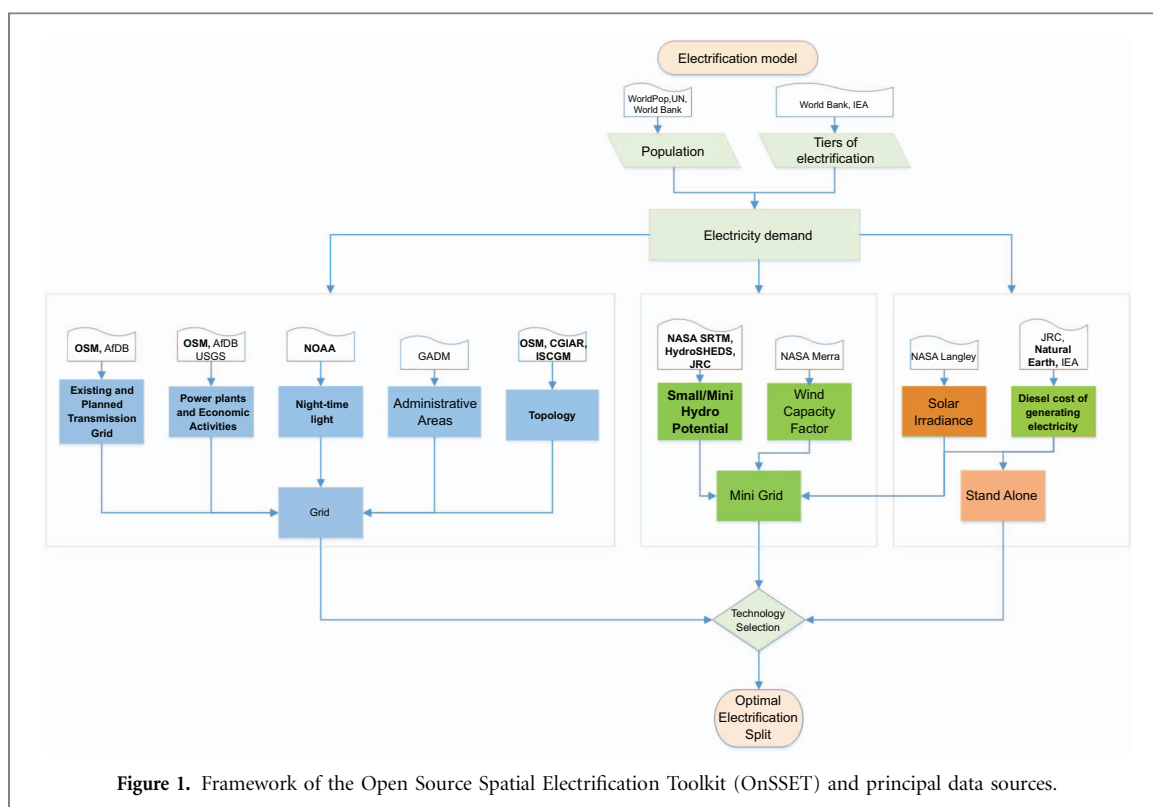 Electrification model
WorldPop,UN,
World Bank
World Bank, IEA
Population
Tiers of
electrification
Electricity demand
OSM, AfDB
OSM, AfDB
USGS
NOAA
GADM
OSM, CGIAR,
ISCGM
NASA SRTM,
HydroSHEDS,
JRC
NASA Merra
NASA Langley
JRC,
Natural
Earth, IEA
Existing and
Planned
Transmission
Grid
Power plants
and Economic
Activities
Night-time
light
Administrative
Areas
Topology
Small/Mini
Hydro
Potential
Wind
Capacity
Factor
Solar
Irradiance
Diesel cost of
generating
electricity
Grid
Mini Grid
Stand Alone
Technology
Selection
Optimal
Electrification
Split
Figure 1. Framework of the Open Source Spatial Electrification Toolkit (OnSSET) and principal data sources.